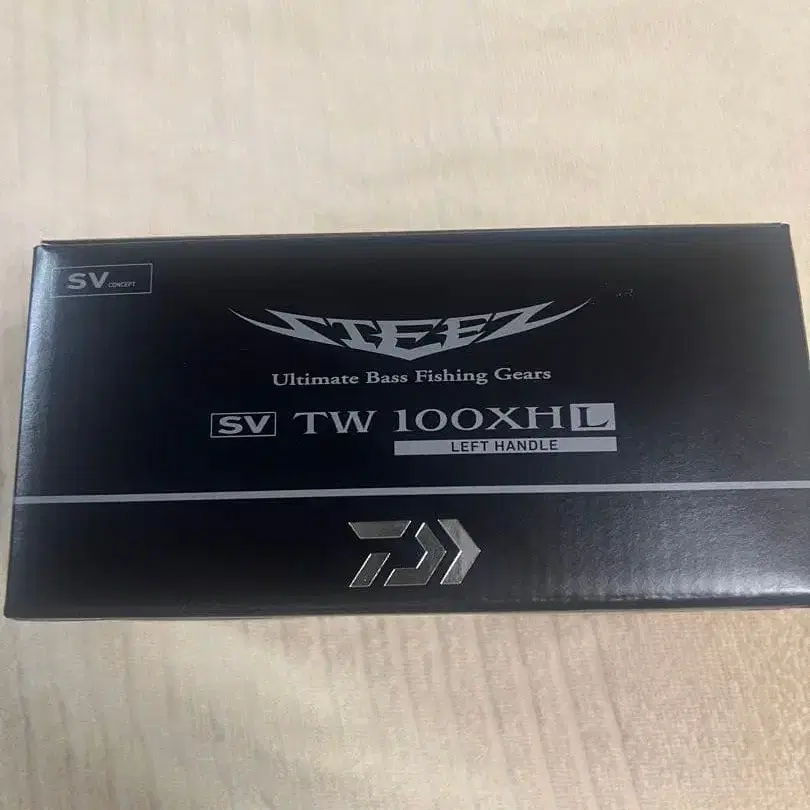 SV CONCEPT
STEEZ
Ultimate Bass Fishing Gears
SV TW 100XHL
LEFT HANDLE